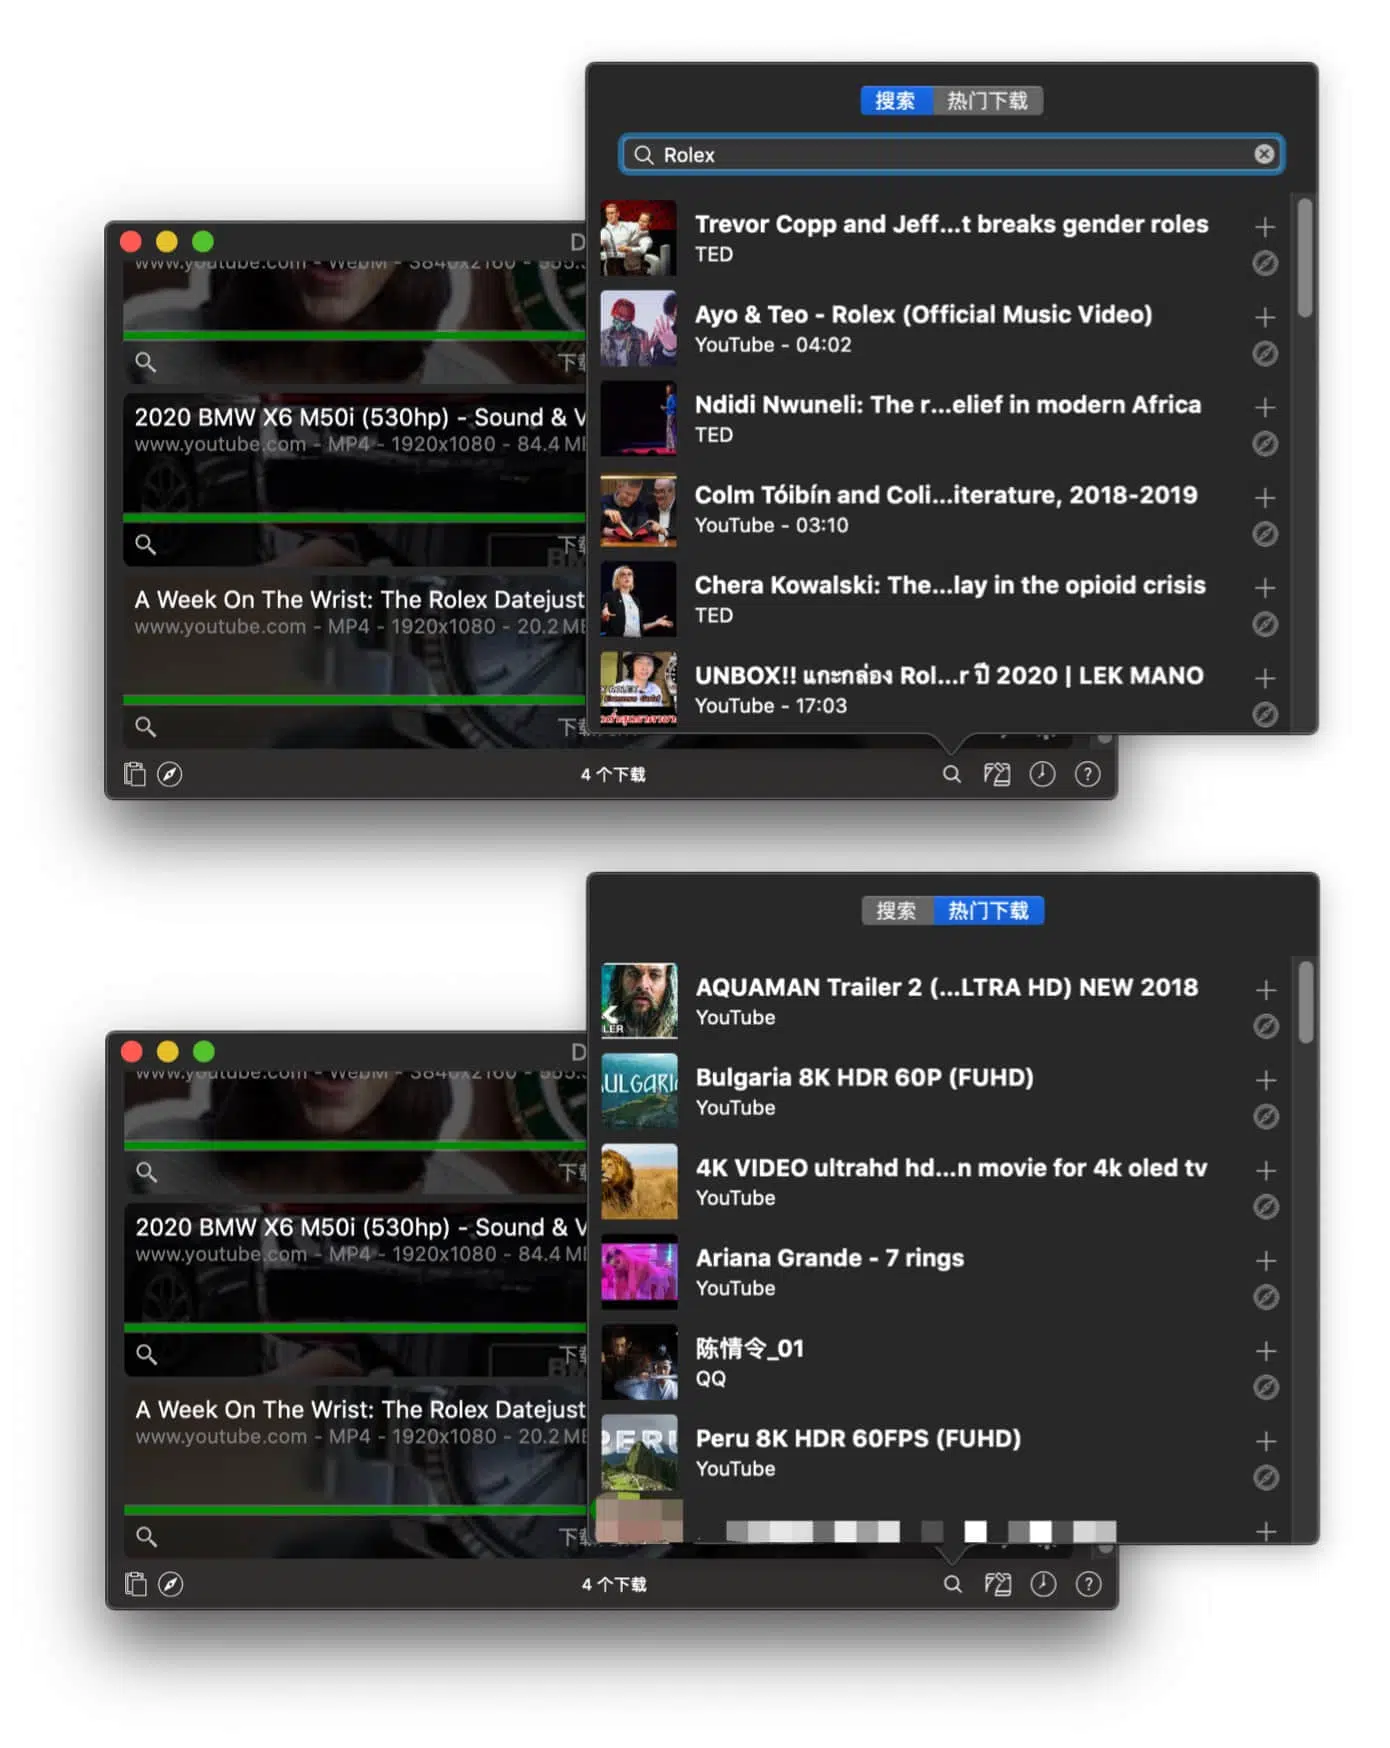 搜索 热门下载
Rolex
Trevor Copp and Jeff...t breaks gender roles
TED
Ayo & Teo - Rolex (Official Music Video)
YouTube - 04:02
Ndidi Nwuneli: The r...elief in modern Africa
TED
Colm Tóibín and Coli...iterature, 2018-2019
YouTube - 03:10
Chera Kowalski: The...lay in the opioid crisis
TED
UNBOX!! แกะกล่อง Rol...r ปี 2020 | LEK MANO
YouTube - 17:03
D
www.youtube.com - WebM - 3840x2160 - 555.
下载
2020 BMW X6 M50i (530hp) - Sound & V
www.youtube.com - MP4 - 1920x1080 - 84.4 M
下载
A Week On The Wrist: The Rolex Datejust
www.youtube.com - MP4 - 1920x1080 - 20.2 M
下载
4 个下载
搜索 热门下载
AQUAMAN Trailer 2 (...LTRA HD) NEW 2018
YouTube
Bulgaria 8K HDR 60P (FUHD)
YouTube
4K VIDEO ultrahd hd...n movie for 4k oled tv
YouTube
Ariana Grande - 7 rings
YouTube
陈情令_01
QQ
Peru 8K HDR 60FPS (FUHD)
YouTube
D
www.youtube.com - WebM - 3840x2160 - 555.
下载
2020 BMW X6 M50i (530hp) - Sound & V
www.youtube.com - MP4 - 1920x1080 - 84.4 M
下载
A Week On The Wrist: The Rolex Datejust
www.youtube.com - MP4 - 1920x1080 - 20.2 M
下载
4 个下载